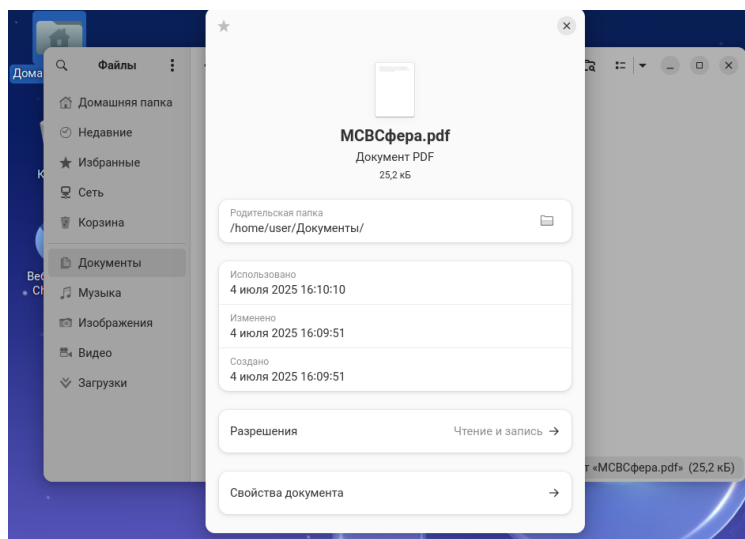 Файлы
Домашняя папка
Недавние
Избранные
Сеть
Корзина
Документы
Музыка
Изображения
Видео
Загрузки
МСВСфера.pdf
Документ PDF
25,2 кБ
Родительская папка
/home/user/Документы/
Использовано
4 июля 2025 16:10:10
Изменено
4 июля 2025 16:09:51
Создано
4 июля 2025 16:09:51
Разрешения
Чтение и запись
Свойства документа
«МСВСфера.pdf» (25,2 кБ)